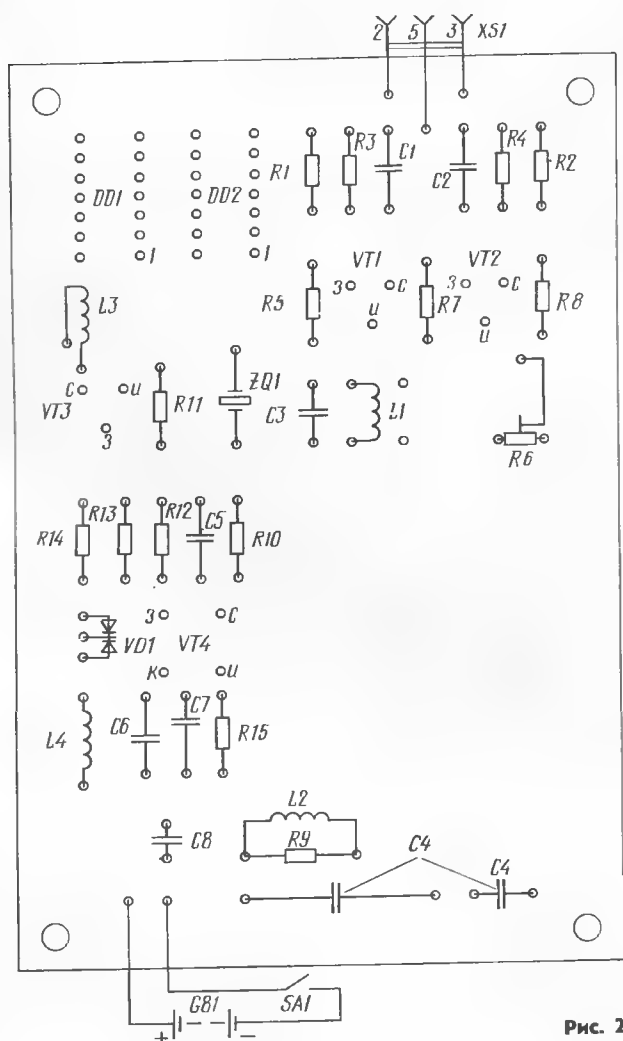 2 5 3 XS1
R1 R3 C1 C2 R4 R2
DD1 DD2
1 1
VT1 VT2
L3 R5 З С R7 З С R8
И И
С И ZQ1
VT3 R11 C3 L1
З R6
R14 R13 R12 C5 R10
З С
VD1 VT4
К И
L4 C6 C7 R15
L2
C8 R9 C4 C4
GB1 SA1
+ −
Рис. 2